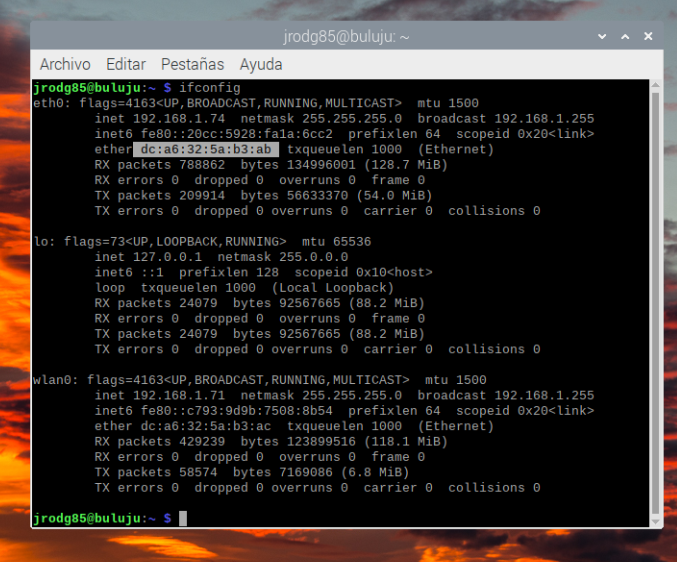 jrodg85@buluju: ~
Archivo Editar Pestañas Ayuda
jrodg85@buluju:~ $ ifconfig
eth0: flags=4163<UP,BROADCAST,RUNNING,MULTICAST>  mtu 1500
        inet 192.168.1.74  netmask 255.255.255.0  broadcast 192.168.1.255
        inet6 fe80::20cc:5928:fa1a:6cc2  prefixlen 64  scopeid 0x20<link>
        ether dc:a6:32:5a:b3:ab  txqueuelen 1000  (Ethernet)
        RX packets 788862  bytes 134996001 (128.7 MiB)
        RX errors 0  dropped 0  overruns 0  frame 0
        TX packets 209914  bytes 56633370 (54.0 MiB)
        TX errors 0  dropped 0 overruns 0  carrier 0  collisions 0
lo: flags=73<UP,LOOPBACK,RUNNING>  mtu 65536
        inet 127.0.0.1  netmask 255.0.0.0
        inet6 ::1  prefixlen 128  scopeid 0x10<host>
        loop  txqueuelen 1000  (Local Loopback)
        RX packets 24079  bytes 92567665 (88.2 MiB)
        RX errors 0  dropped 0  overruns 0  frame 0
        TX packets 24079  bytes 92567665 (88.2 MiB)
        TX errors 0  dropped 0 overruns 0  carrier 0  collisions 0
wlan0: flags=4163<UP,BROADCAST,RUNNING,MULTICAST>  mtu 1500
        inet 192.168.1.71  netmask 255.255.255.0  broadcast 192.168.1.255
        inet6 fe80::c793:9d9b:7508:8b54  prefixlen 64  scopeid 0x20<link>
        ether dc:a6:32:5a:b3:ac  txqueuelen 1000  (Ethernet)
        RX packets 429239  bytes 123899516 (118.1 MiB)
        RX errors 0  dropped 0  overruns 0  frame 0
        TX packets 58574  bytes 7169086 (6.8 MiB)
        TX errors 0  dropped 0 overruns 0  carrier 0  collisions 0
jrodg85@buluju:~ $